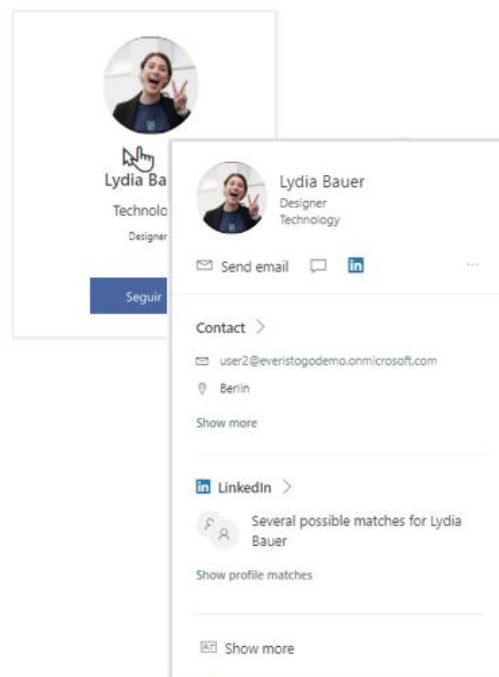 Lydia Ba
Technolo
Designer
Seguir
Lydia Bauer
Designer
Technology
Send email
in
Contact >
user2@everistogodemo.onmicrosoft.com
Berlin
Show more
in LinkedIn >
Several possible matches for Lydia
Bauer
Show profile matches
Show more